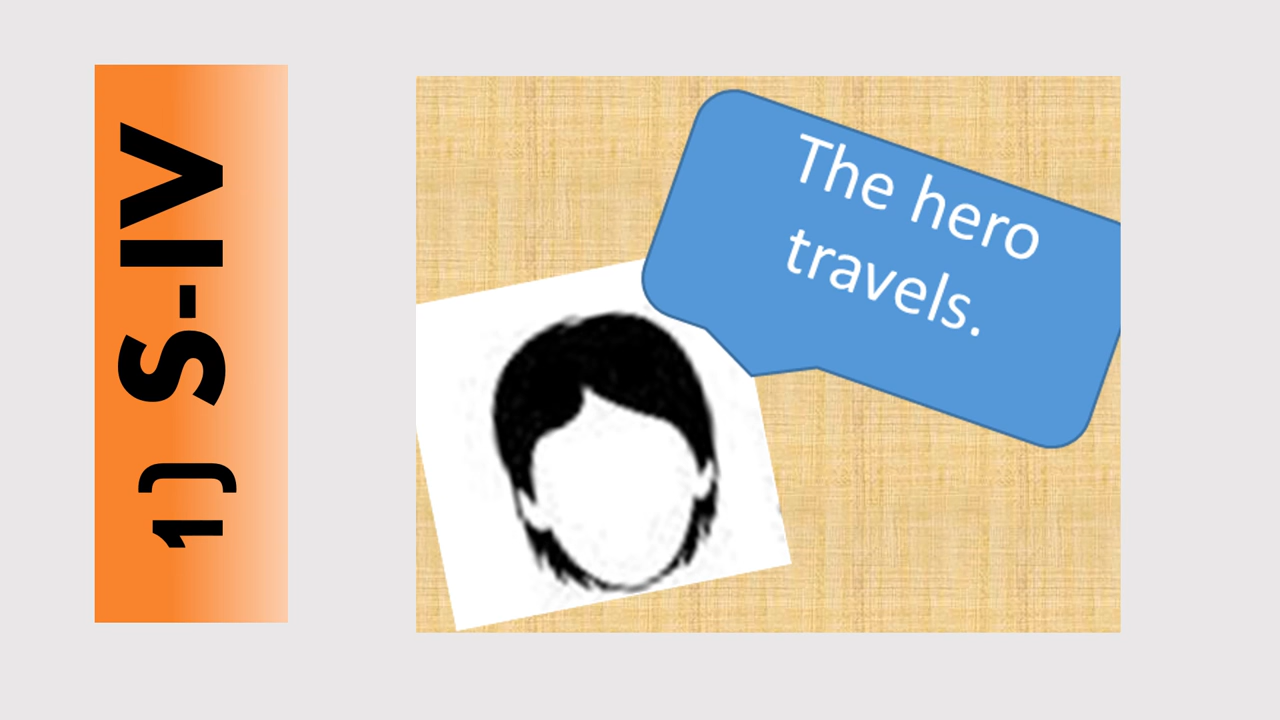 1) S-IV
The hero
travels.